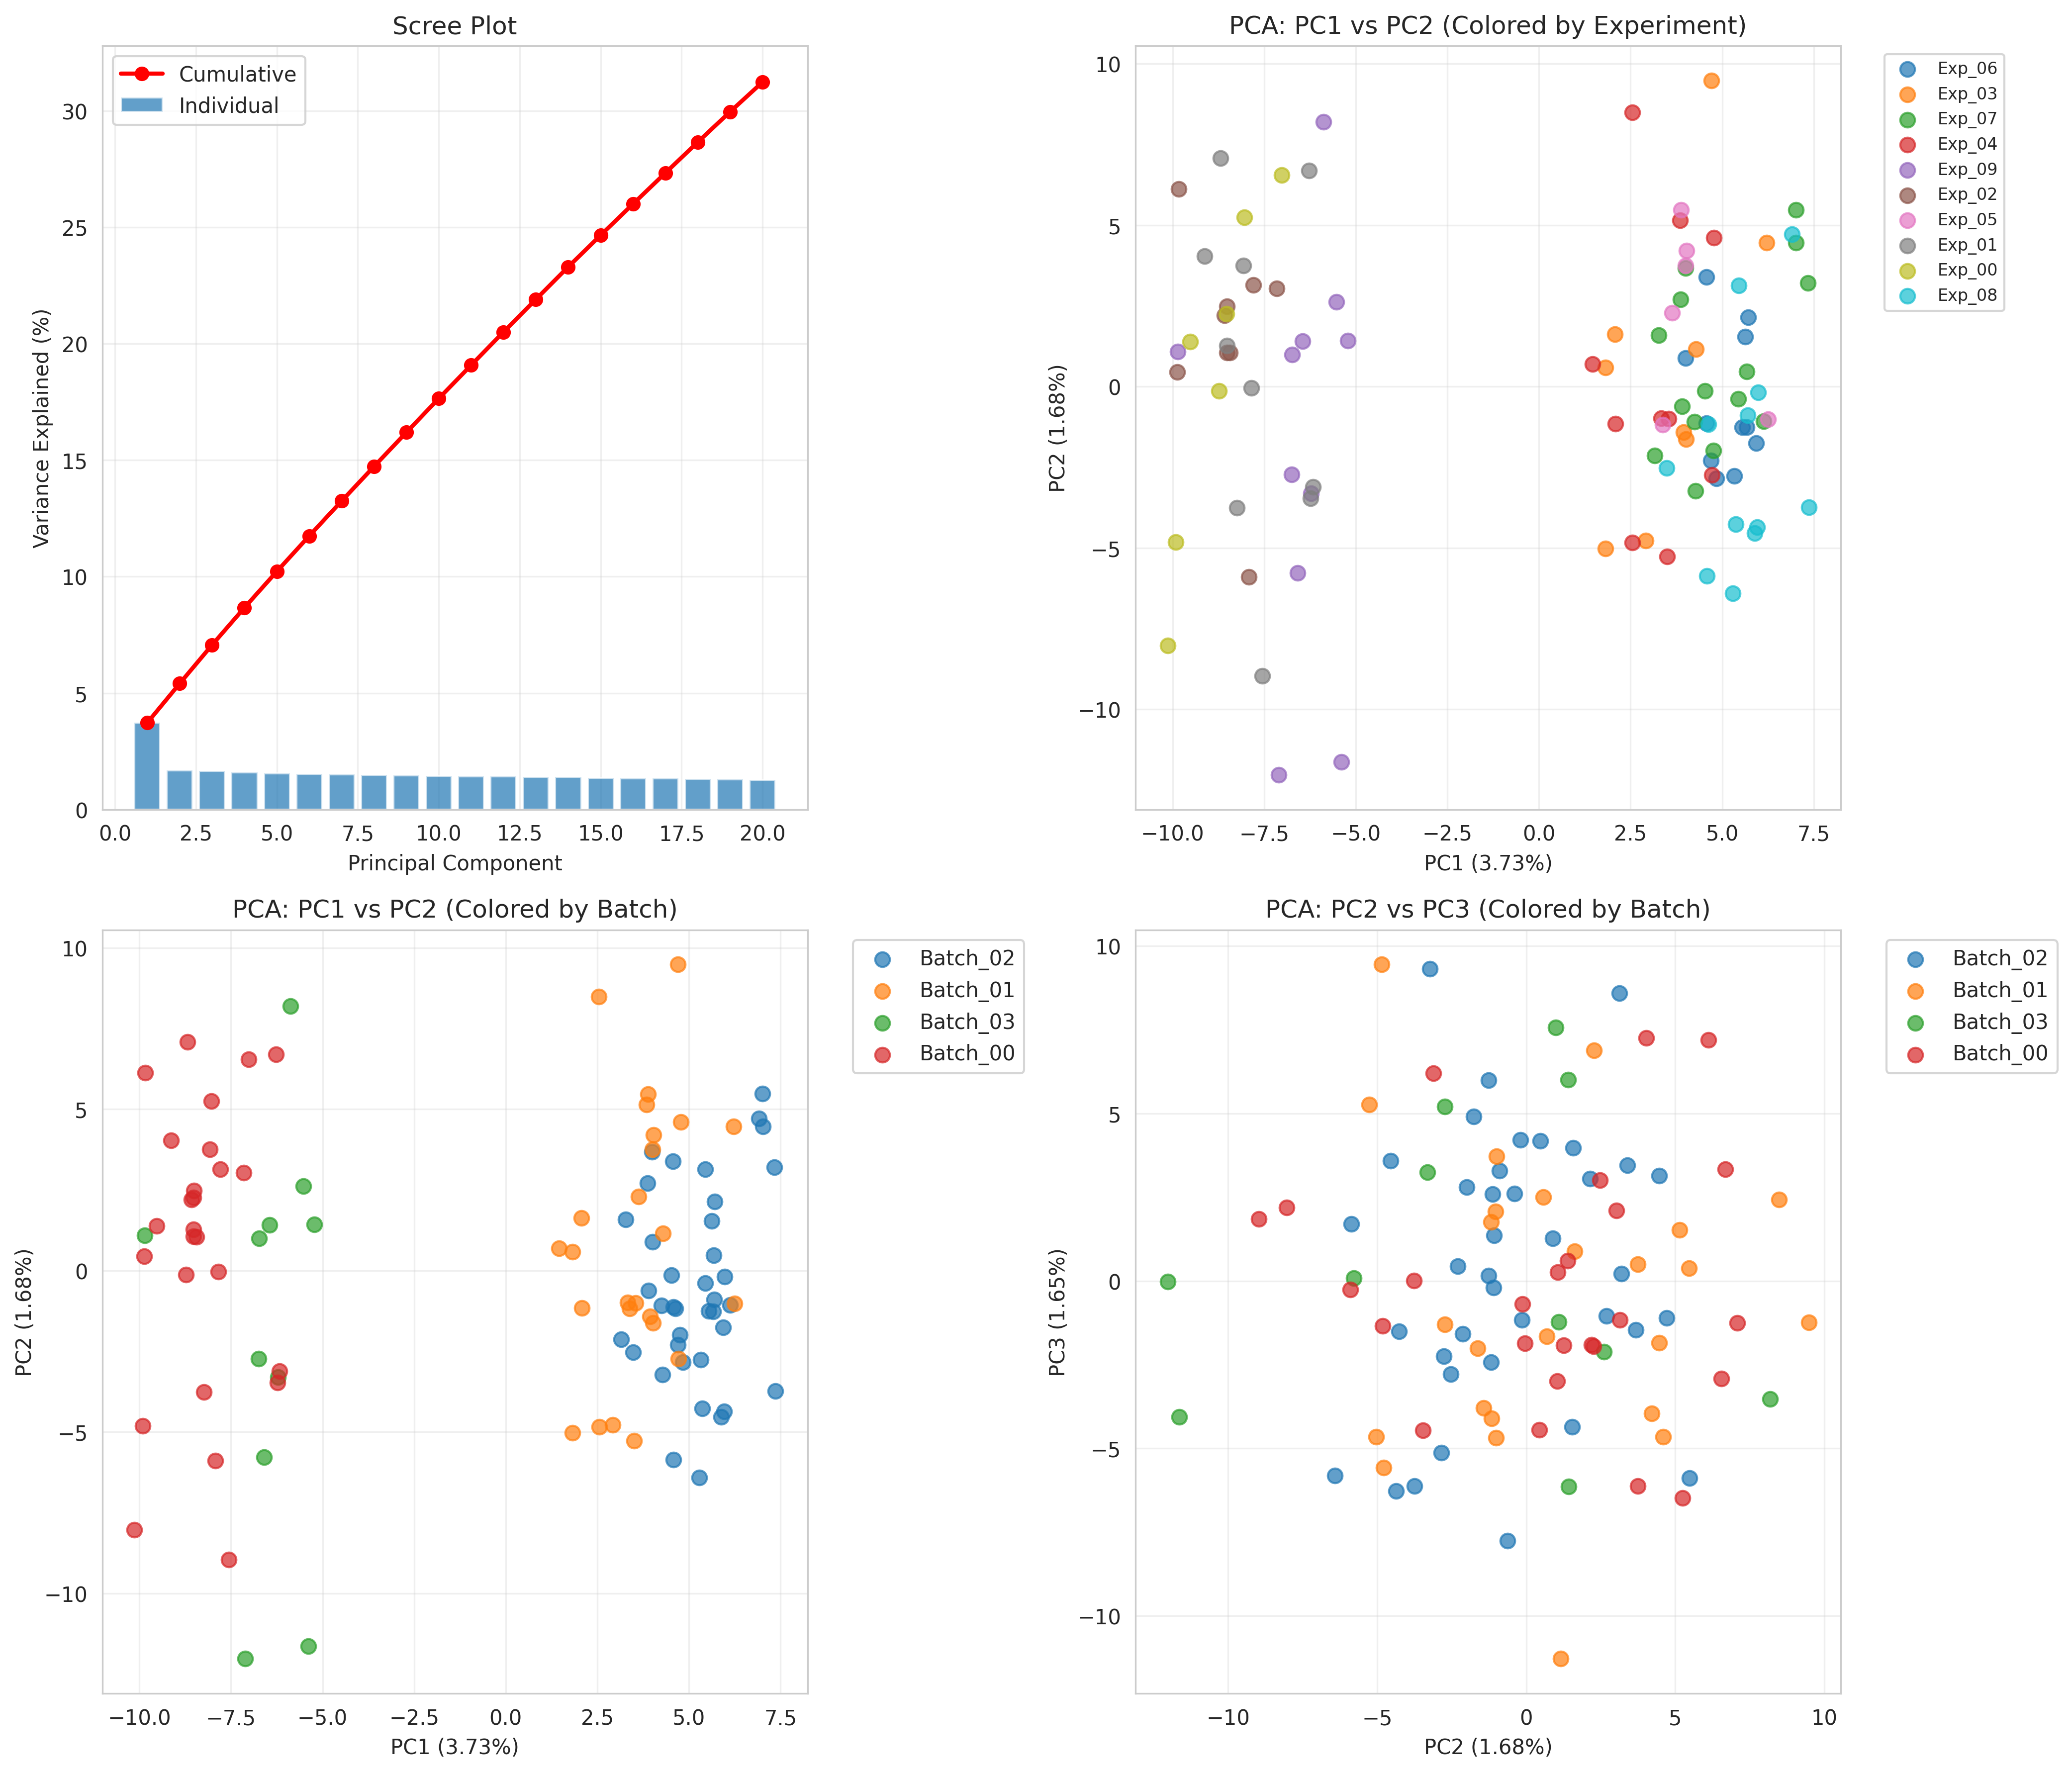 Scree Plot
Cumulative
Individual
30
25
20
15
10
5
0
0.0 2.5 5.0 7.5 10.0 12.5 15.0 17.5 20.0
Principal Component
Variance Explained (%)
PCA: PC1 vs PC2 (Colored by Experiment)
10
5
0
−5
−10
−10.0 −7.5 −5.0 −2.5 0.0 2.5 5.0 7.5
PC1 (3.73%)
PC2 (1.68%)
Exp_06
Exp_03
Exp_07
Exp_04
Exp_09
Exp_02
Exp_05
Exp_01
Exp_00
Exp_08
PCA: PC1 vs PC2 (Colored by Batch)
10
5
0
−5
−10
−10.0 −7.5 −5.0 −2.5 0.0 2.5 5.0 7.5
PC1 (3.73%)
PC2 (1.68%)
Batch_02
Batch_01
Batch_03
Batch_00
PCA: PC2 vs PC3 (Colored by Batch)
10
5
0
−5
−10
−10 −5 0 5 10
PC2 (1.68%)
PC3 (1.65%)
Batch_02
Batch_01
Batch_03
Batch_00